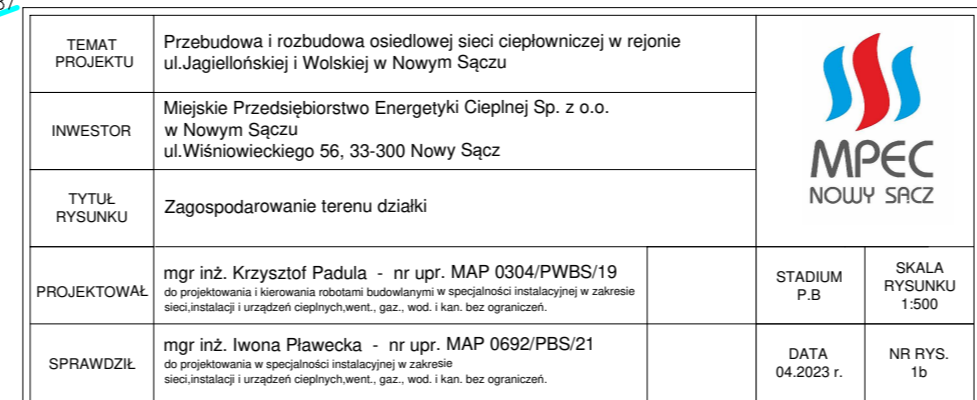 TEMAT
PROJEKTU
Przebudowa i rozbudowa osiedlowej sieci ciepłowniczej w rejonie
ul.Jagiellońskiej i Wolskiej w Nowym Sączu
INWESTOR
Miejskie Przedsiębiorstwo Energetyki Cieplnej Sp. z o.o.
w Nowym Sączu
ul.Wiśniowieckiego 56, 33-300 Nowy Sącz
MPEC
NOWY SĄCZ
TYTUŁ
RYSUNKU
Zagospodarowanie terenu działki
PROJEKTOWAŁ
mgr inż. Krzysztof Padula - nr upr. MAP 0304/PWBS/19
do projektowania i kierowania robotami budowlanymi w specjalności instalacyjnej w zakresie
sieci,instalacji i urządzeń cieplnych,went., gaz., wod. i kan. bez ograniczeń.
STADIUM
P.B
SKALA
RYSUNKU
1:500
SPRAWDZIŁ
mgr inż. Iwona Pławecka - nr upr. MAP 0692/PBS/21
do projektowania w specjalności instalacyjnej w zakresie
sieci,instalacji i urządzeń cieplnych,went., gaz., wod. i kan. bez ograniczeń.
DATA
04.2023 r.
NR RYS.
1b